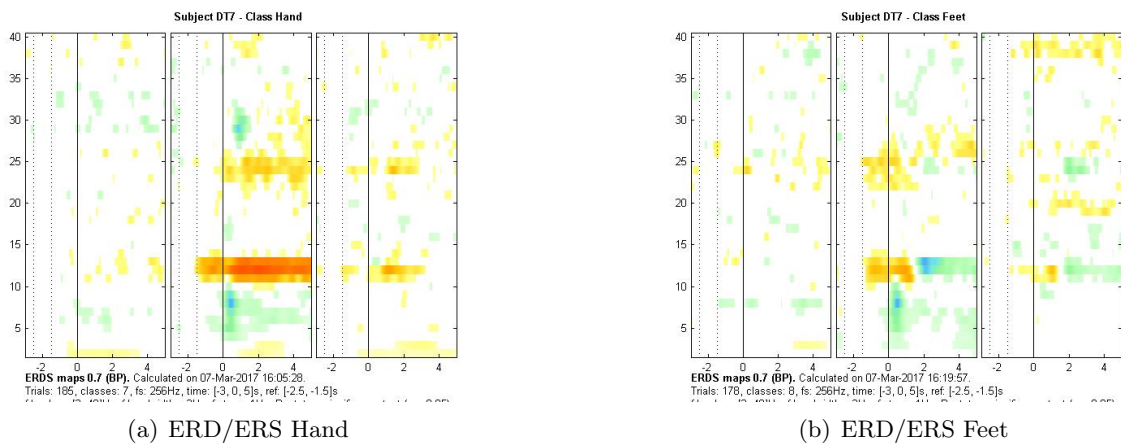 Subject DT7 - Class Hand
40
35
30
25
20
15
10
5
-2 0 2 4 -2 0 2 4 -2 0 2 4
ERDS maps 0.7 (BP). Calculated on 07-Mar-2017 16:05:28.
Trials: 185, classes: 7, fs: 256Hz, time: [-3, 0, 5]s, ref: [-2.5, -1.5]s
(a) ERD/ERS Hand
Subject DT7 - Class Feet
40
35
30
25
20
15
10
5
-2 0 2 4 -2 0 2 4 -2 0 2 4
ERDS maps 0.7 (BP). Calculated on 07-Mar-2017 16:19:57.
Trials: 178, classes: 8, fs: 256Hz, time: [-3, 0, 5]s, ref: [-2.5, -1.5]s
(b) ERD/ERS Feet